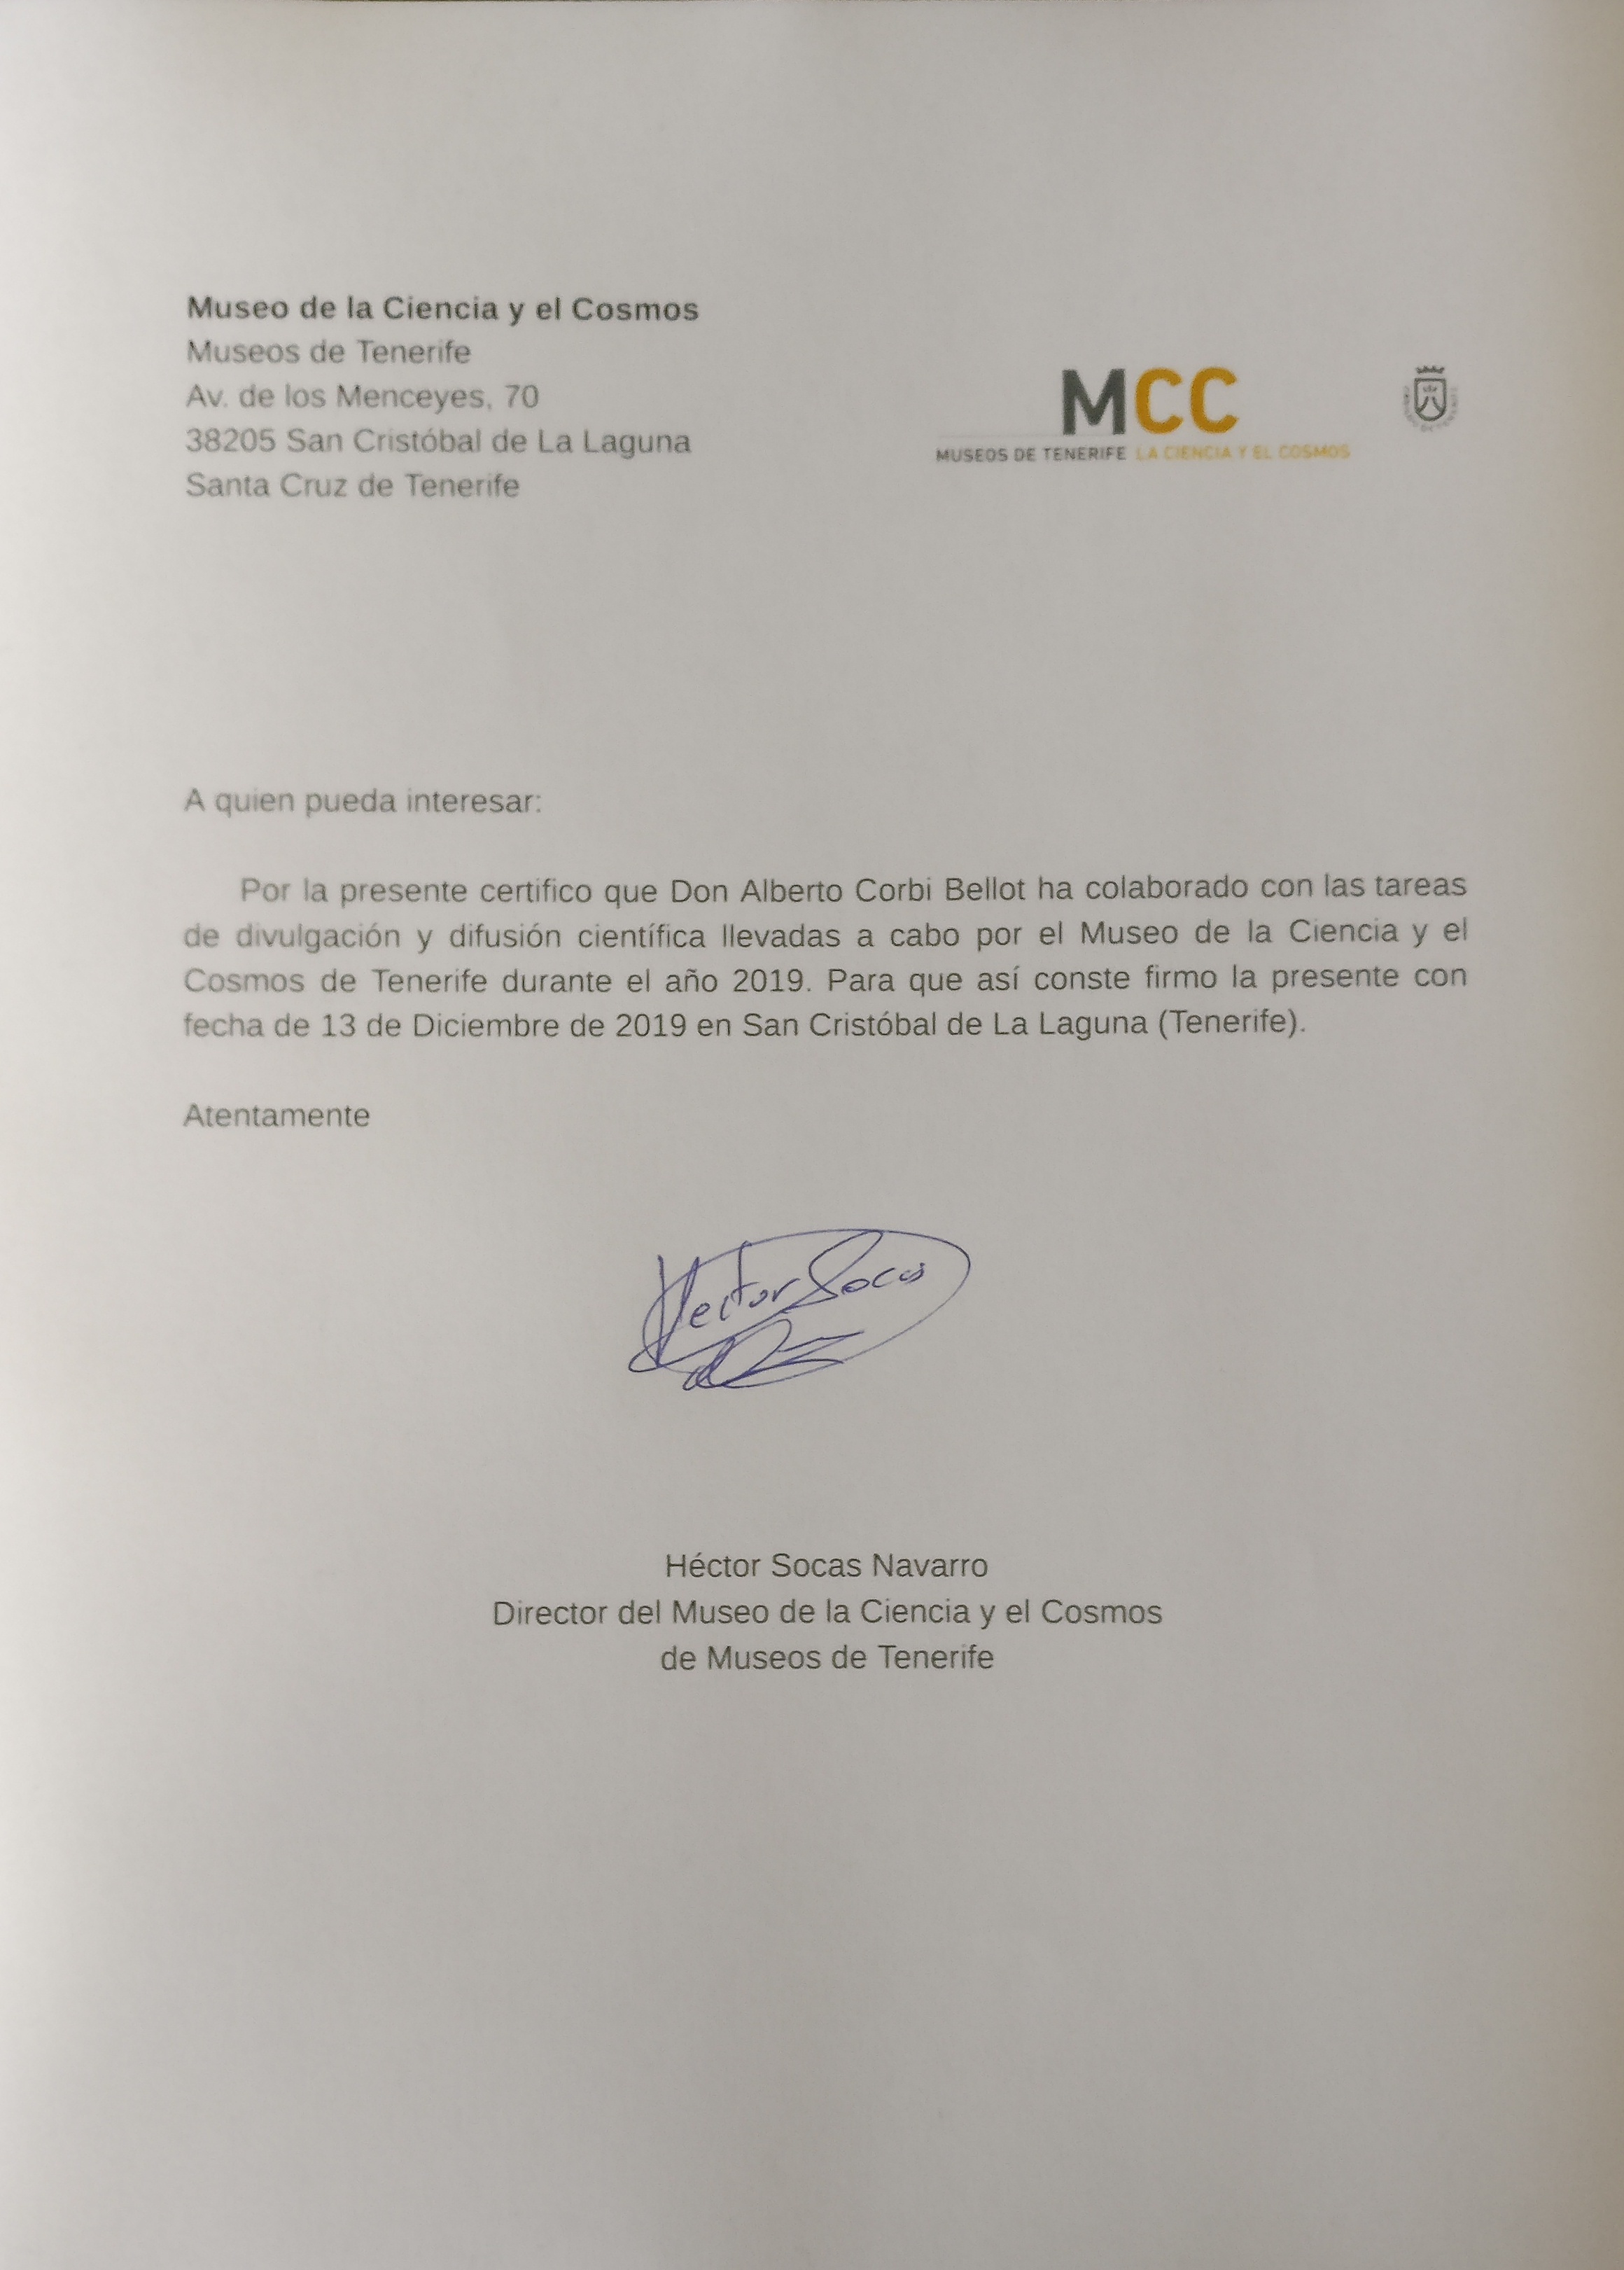 Museo de la Ciencia y el Cosmos
Museos de Tenerife
Av. de los Menceyes, 70
38205 San Cristóbal de La Laguna
Santa Cruz de Tenerife
MCC
MUSEOS DE TENERIFE LA CIENCIA Y EL COSMOS
A quien pueda interesar:
Por la presente certifico que Don Alberto Corbi Bellot ha colaborado con las tareas
de divulgación y difusión científica llevadas a cabo por el Museo de la Ciencia y el
Cosmos de Tenerife durante el año 2019. Para que así conste firmo la presente con
fecha de 13 de Diciembre de 2019 en San Cristóbal de La Laguna (Tenerife).
Atentamente
Hector Socas
Héctor Socas Navarro
Director del Museo de la Ciencia y el Cosmos
de Museos de Tenerife